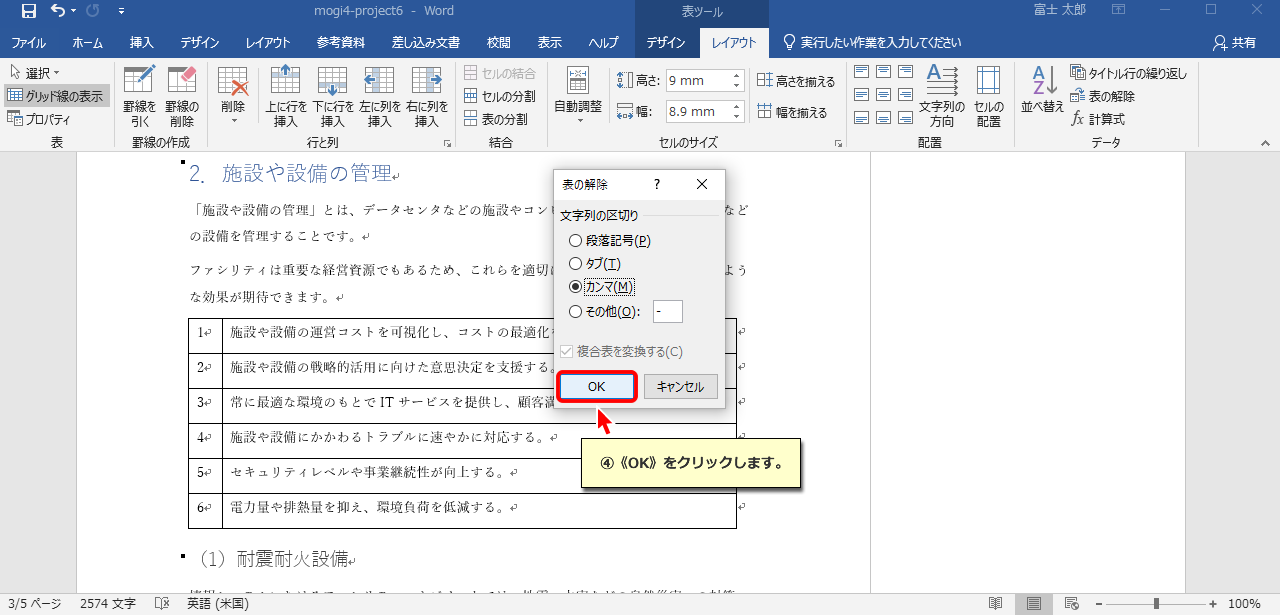 mogi4-project6 - Word
表ツール
富士 太郎
ファイル ホーム 挿入 デザイン レイアウト 参考資料 差し込み文書 校閲 表示 ヘルプ デザイン レイアウト 実行したい作業を入力してください 共有
選択
グリッド線の表示
プロパティ
表
罫線を引く
罫線の削除
罫線の作成
削除
上に行を挿入
下に行を挿入
左に列を挿入
右に列を挿入
行と列
セルの結合
セルの分割
表の分割
結合
自動調整
高さ: 9 mm
幅: 8.9 mm
高さを揃える
幅を揃える
セルのサイズ
文字列の方向
セルの配置
配置
並べ替え
タイトル行の繰り返し
表の解除
計算式
データ
2. 施設や設備の管理
「施設や設備の管理」とは、データセンタなどの施設やコン
など
の設備を管理することです。
ファシリティは重要な経営資源でもあるため、これらを適切
よう
な効果が期待できます。
1 施設や設備の運営コストを可視化し、コストの最適化
2 施設や設備の戦略的活用に向けた意思決定を支援する。
3 常に最適な環境のもとで IT サービスを提供し、顧客満
4 施設や設備にかかわるトラブルに速やかに対応する。
5 セキュリティレベルや事業継続性が向上する。
6 電力量や排熱量を抑え、環境負荷を低減する。
(1) 耐震耐火設備
表の解除 ?
文字列の区切り
段落記号(P)
タブ(T)
カンマ(M)
その他(O): -
複合表を変換する(C)
OK キャンセル
④《OK》をクリックします。
3/5 ページ 2574 文字 英語 (米国) 100%